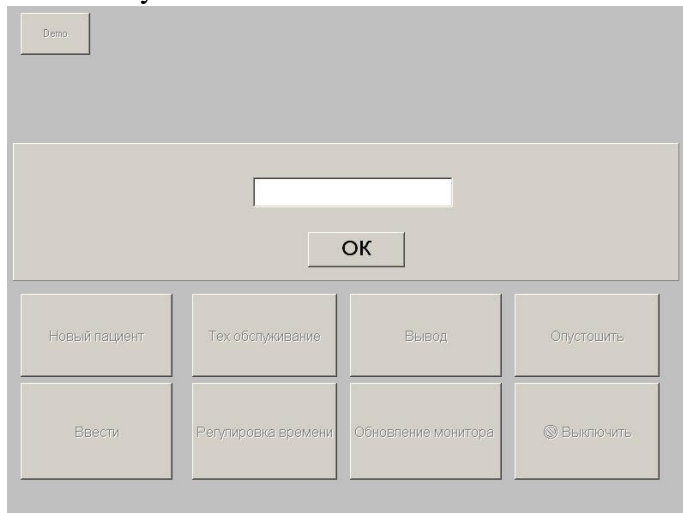 Demo
OK
Новый пациент
Тех обслуживание
Вывод
Опустошить
Ввести
Регулировка времени
Обновление монитора
Выключить